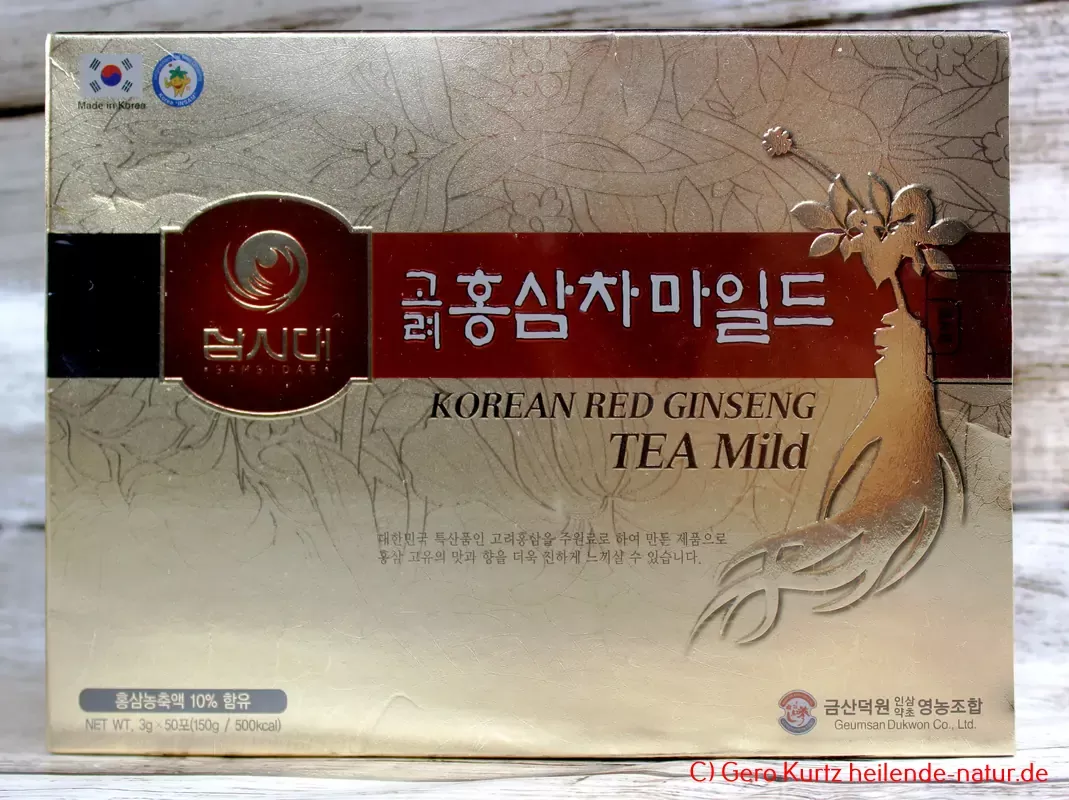 Made in Korea
Korea "INSAM"
삼시대
SAMSIDAE
고려홍삼차마일드
KOREAN RED GINSENG
TEA Mild
대한민국 특산품인 고려홍삼을 주원료로 하여 만든 제품으로
홍삼 고유의 맛과 향을 더욱 진하게 느끼실 수 있습니다.
홍삼농축액 10% 함유
NET WT. 3g×50포(150g / 500kcal)
금산덕원 인삼약초 영농조합
Geumsan Dukwon Co., Ltd.
C) Gero Kurtz heilende-natur.de